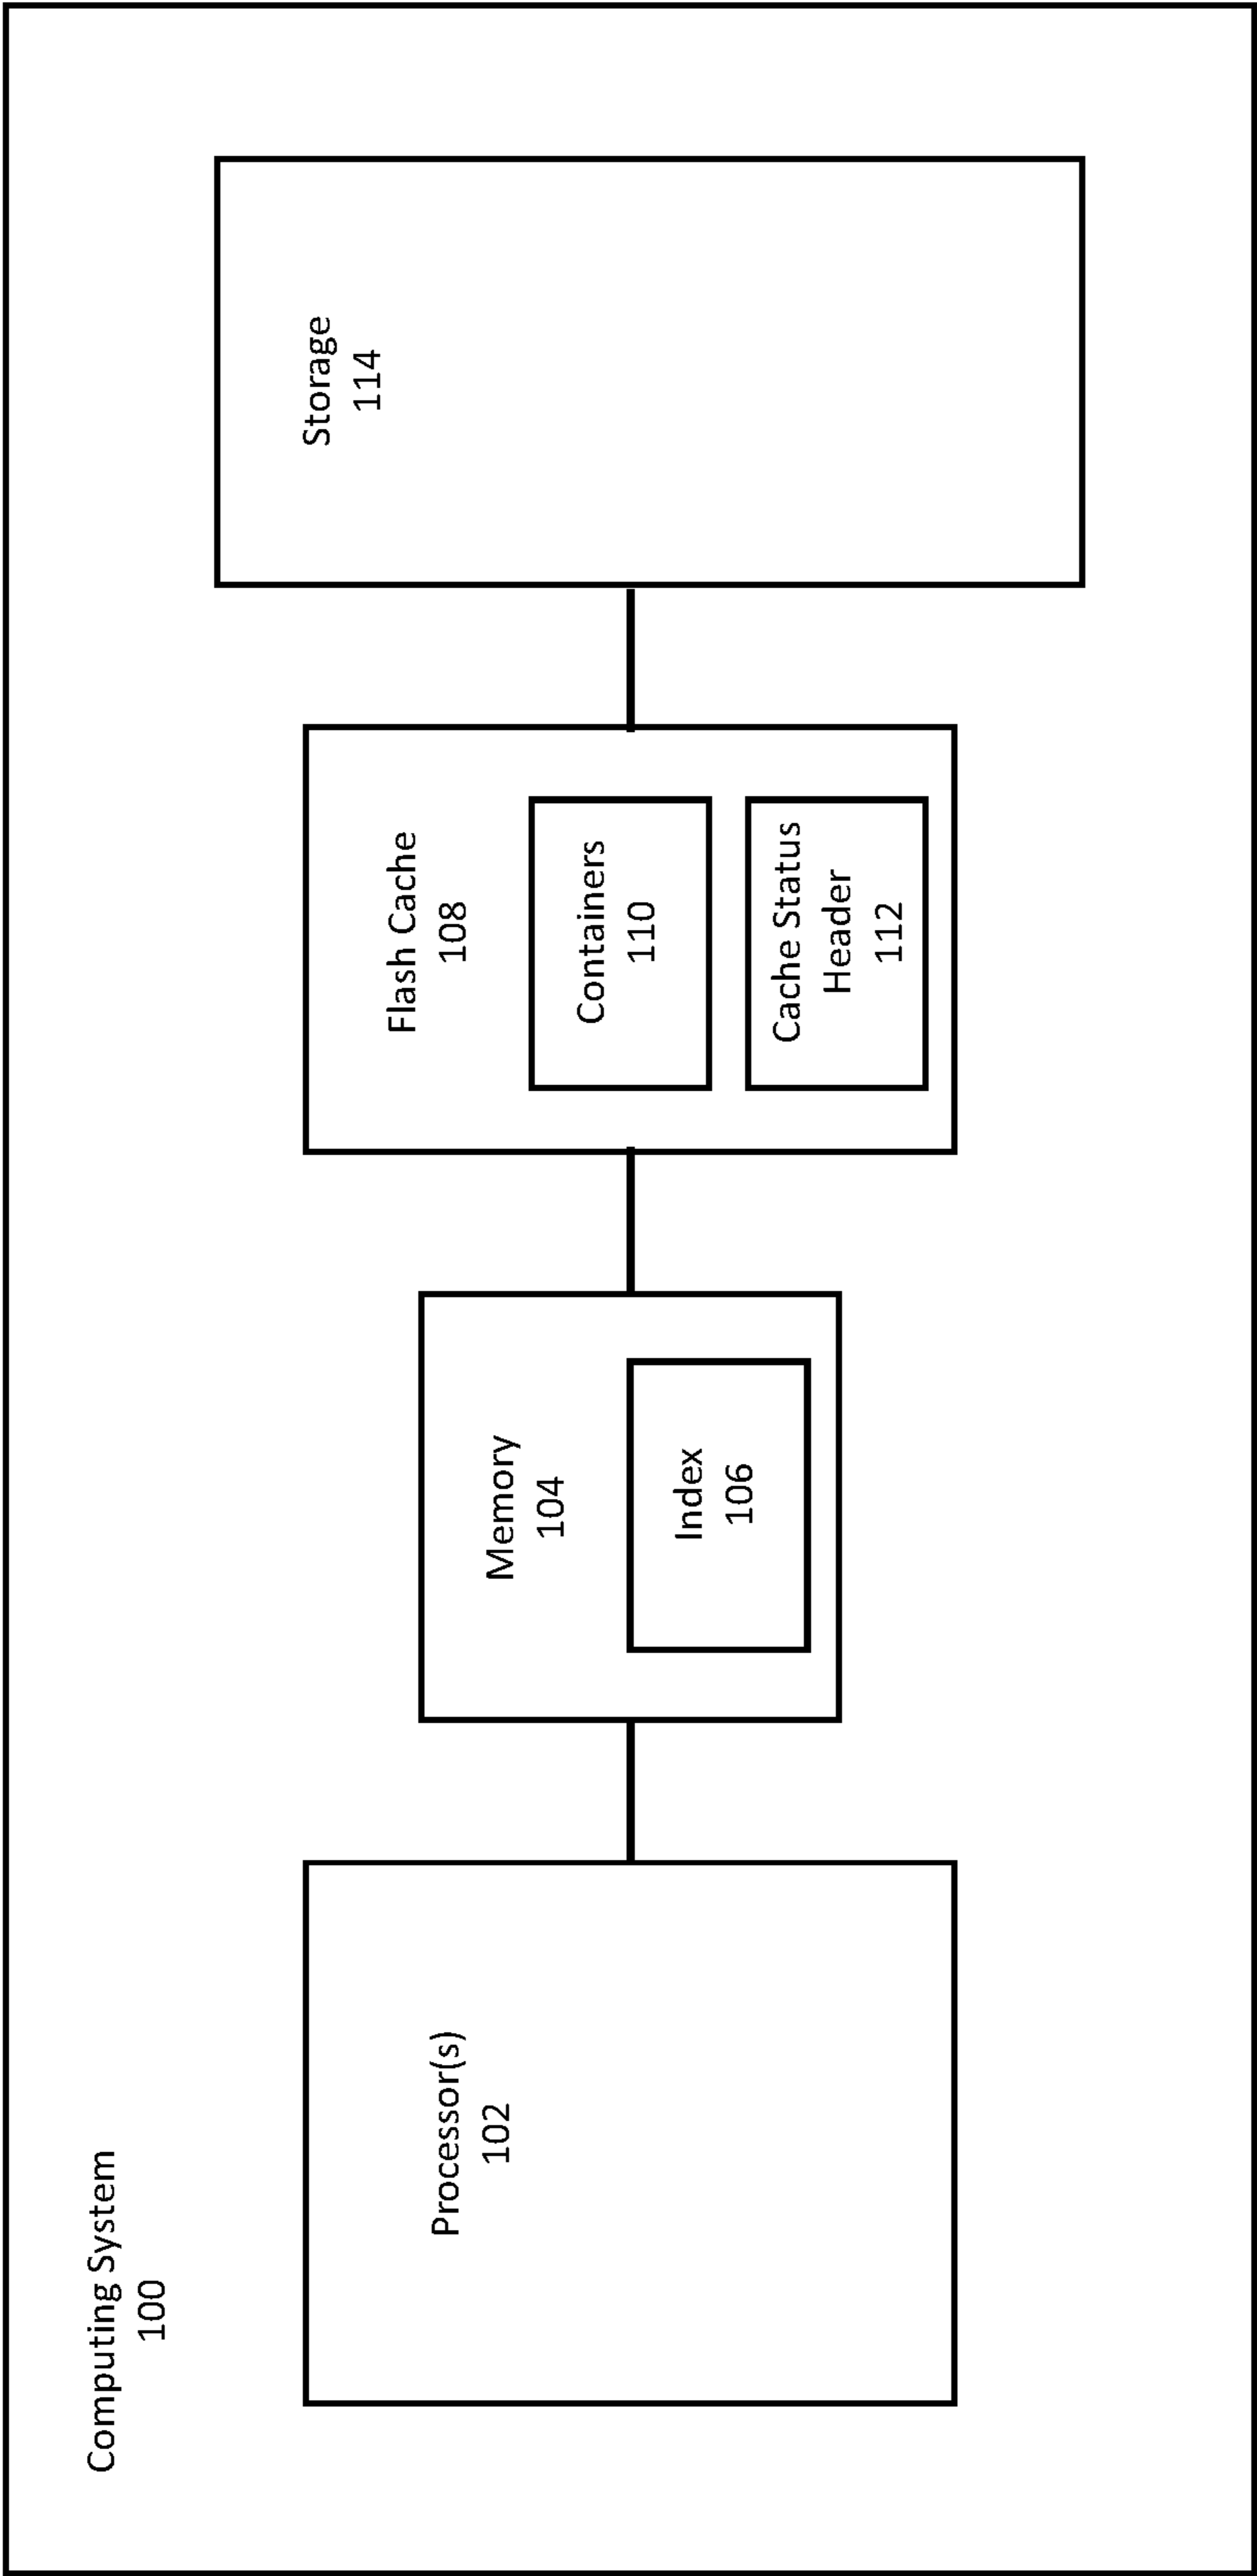 Computing System
100
Processor(s)
102
Memory
104
Index
106
Flash Cache
108
Containers
110
Cache Status
Header
112
Storage
114